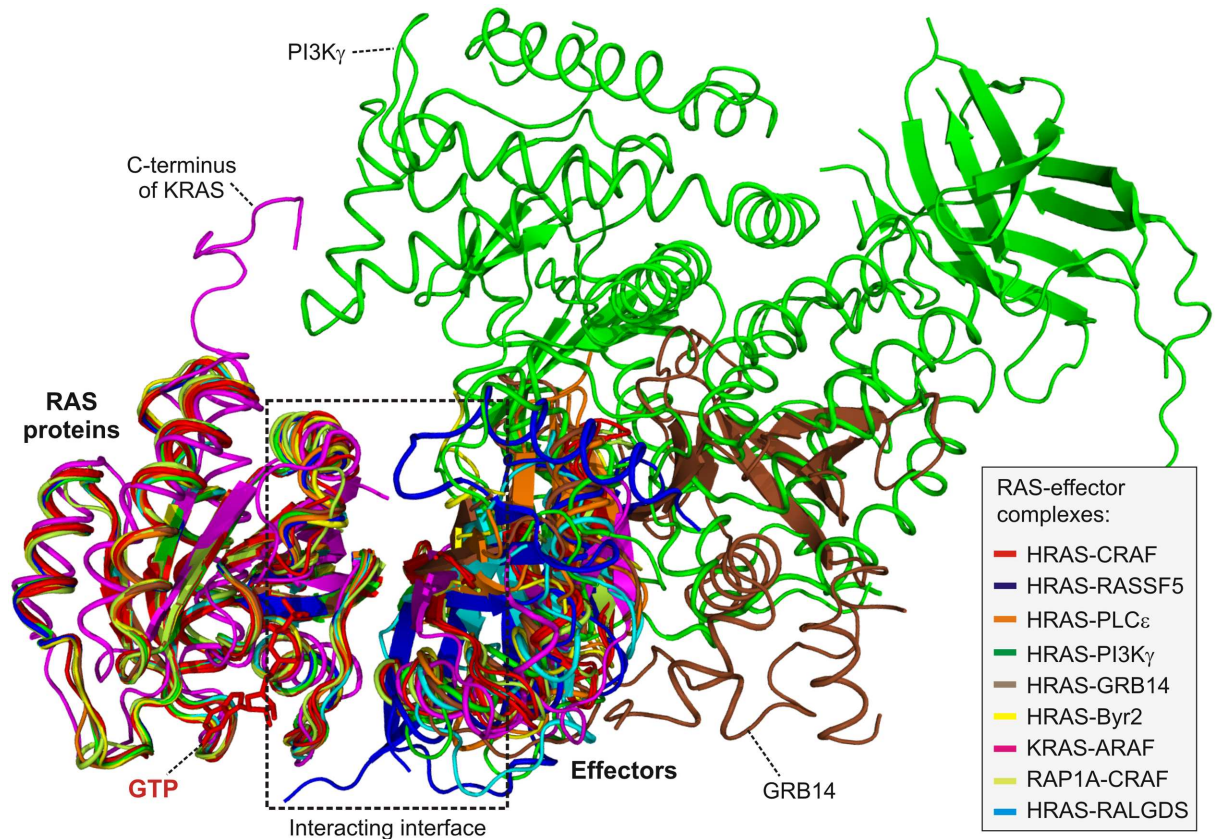 PI3Kγ
C-terminus
of KRAS
RAS
proteins
GTP
Effectors
GRB14
Interacting interface
RAS-effector
complexes:
HRAS-CRAF
HRAS-RASSF5
HRAS-PLCε
HRAS-PI3Kγ
HRAS-GRB14
HRAS-Byr2
KRAS-ARAF
RAP1A-CRAF
HRAS-RALGDS